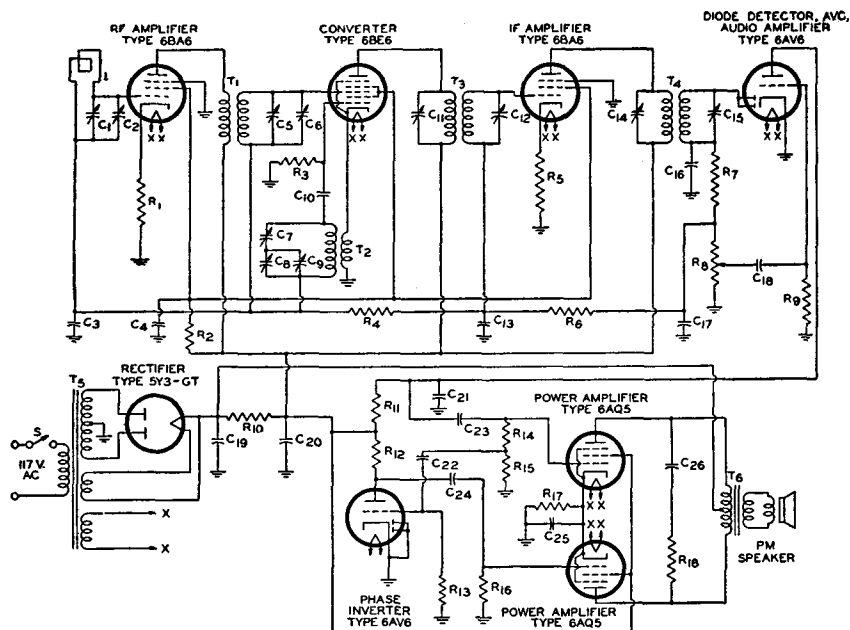 RF AMPLIFIER
TYPE 6BA6
CONVERTER
TYPE 6BE6
IF AMPLIFIER
TYPE 6BA6
DIODE DETECTOR, AVC,
AUDIO AMPLIFIER
TYPE 6AV6
T1
T3
T4
C1
C2
X X
C5
C6
X X
C11
C12
X X
C14
C15
X X
R1
R3
C10
R5
C16
R7
C7
C8
C9
T2
R8
C18
R9
C3
C4
R2
R4
C13
R6
C17
RECTIFIER
TYPE 5Y3-GT
T5
S
117 V.
AC
X
X
C19
R10
C20
R11
C21
C23
R14
R12
C22
R15
C24
POWER AMPLIFIER
TYPE 6AQ5
R17
X X
C25
X X
C26
T6
R18
PM
SPEAKER
R13
R16
PHASE
INVERTER
TYPE 6AV6
POWER AMPLIFIER
TYPE 6AQ5